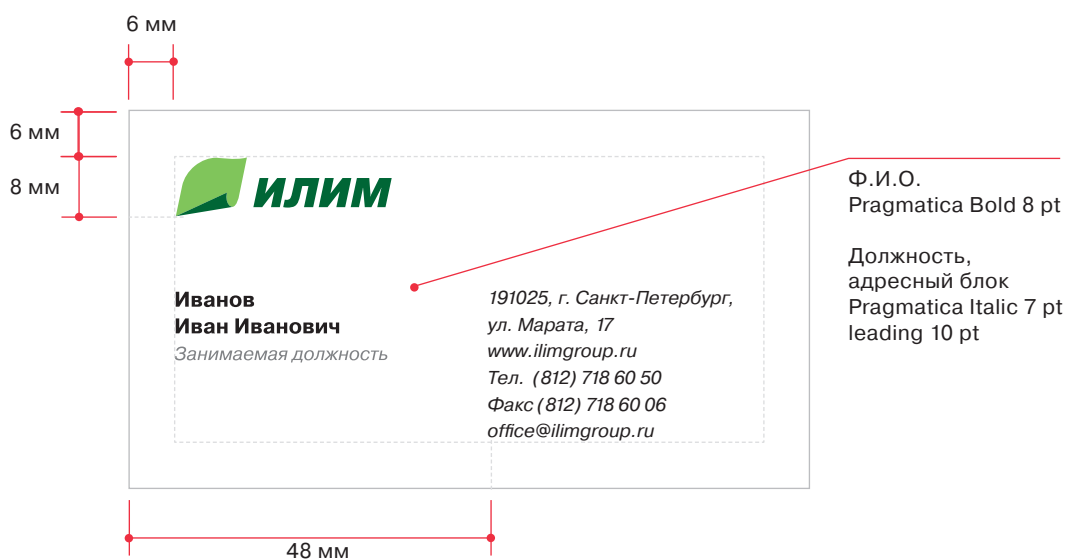 6 мм
6 мм
8 мм
ИЛИМ
Иванов
Иван Иванович
Занимаемая должность
191025, г. Санкт-Петербург,
ул. Марата, 17
www.ilimgroup.ru
Тел. (812) 718 60 50
Факс (812) 718 60 06
office@ilimgroup.ru
Ф.И.О.
Pragmatica Bold 8 pt
Должность,
адресный блок
Pragmatica Italic 7 pt
leading 10 pt
48 мм